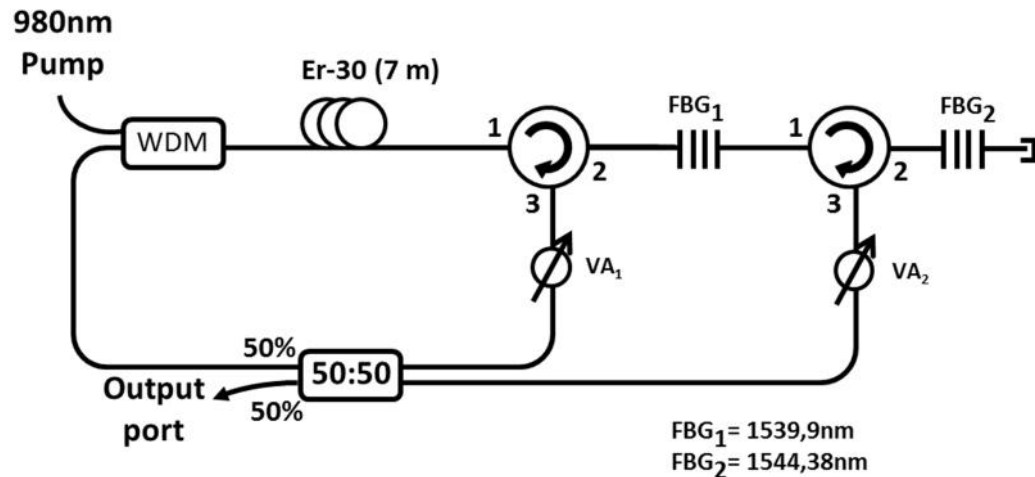 980nm
Pump
WDM
Er-30 (7 m)
1
2
3
FBG₁
1
2
3
FBG₂
VA₁
VA₂
50%
50:50
50%
Output
port
FBG₁= 1539,9nm
FBG₂= 1544,38nm